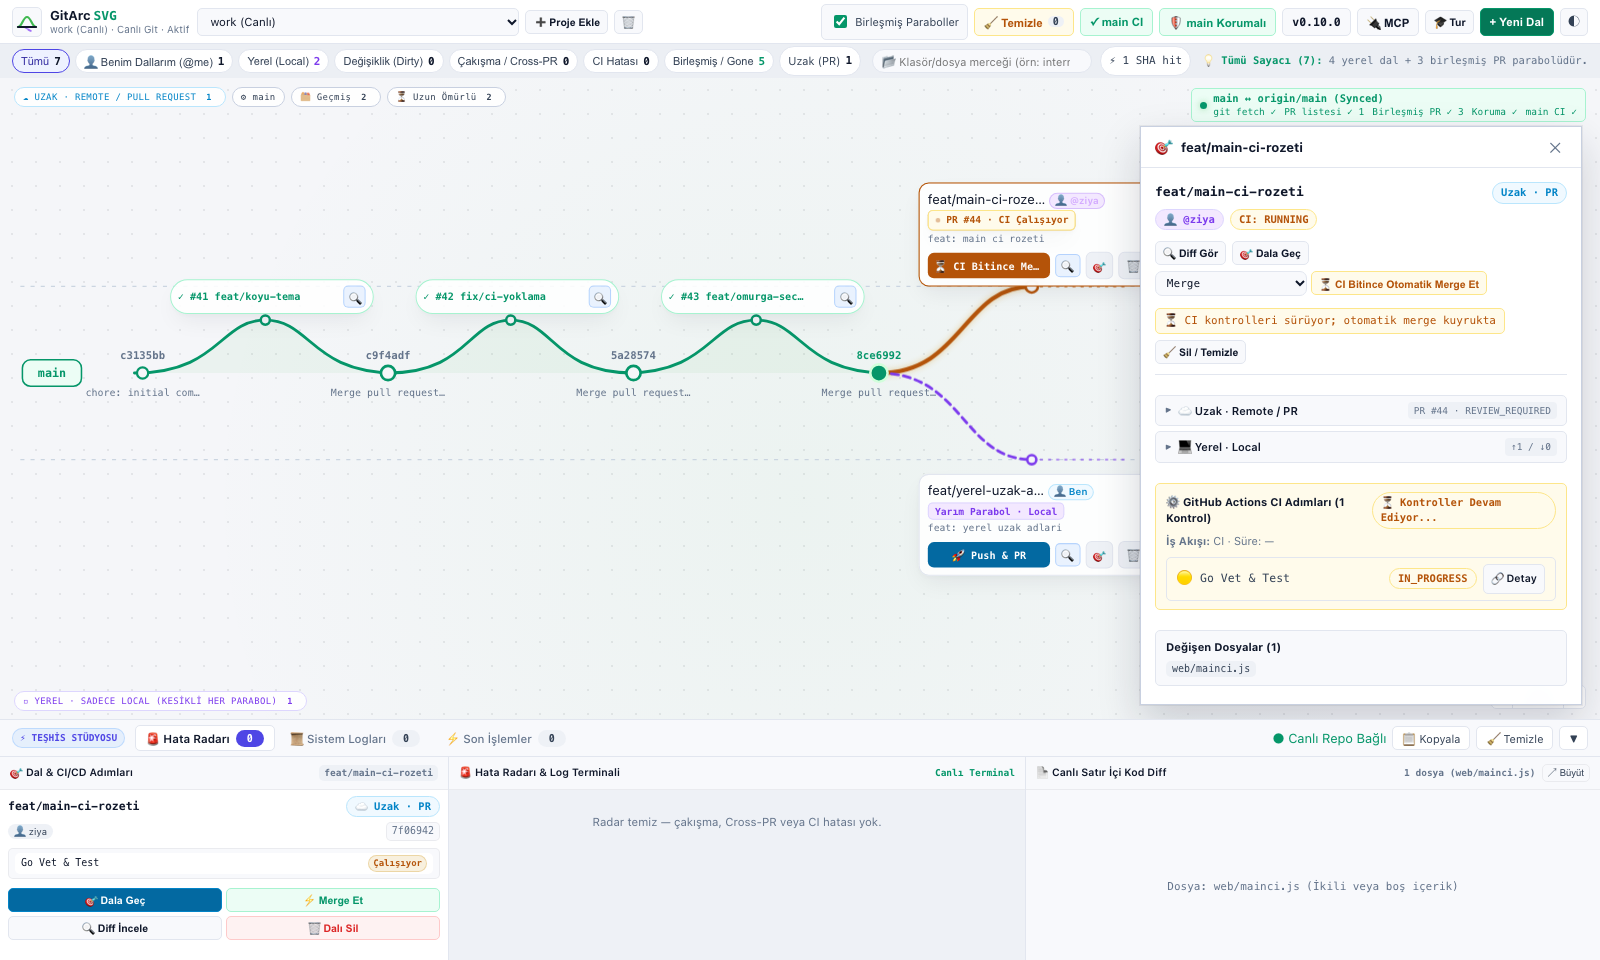 GitArc SVG
work (Canlı) · Canlı Git · Aktif
work (Canlı)
+ Proje Ekle
Birleşmiş Paraboller
Temizle 0
✓ main CI
main Korumalı
v0.10.0
MCP
Tur
+ Yeni Dal
Tümü 7
Benim Dallarım (@me) 1
Yerel (Local) 2
Değişiklik (Dirty) 0
Çakışma / Cross-PR 0
CI Hatası 0
Birleşmiş / Gone 5
Uzak (PR) 1
Klasör/dosya merceği (örn: interr
⚡ 1 SHA hit
Tümü Sayacı (7): 4 yerel dal + 3 birleşmiş PR parabolüdür.
UZAK · REMOTE / PULL REQUEST 1
main
Geçmiş 2
Uzun Ömürlü 2
main ↔ origin/main (Synced)
git fetch ✓ PR listesi ✓ 1 Birleşmiş PR ✓ 3 Koruma ✓ main CI ✓
feat/main-ci-roze… @ziya
PR #44 · CI Çalışıyor
feat: main ci rozeti
CI Bitince Me…
✓ #41 feat/koyu-tema
✓ #42 fix/ci-yoklama
✓ #43 feat/omurga-sec…
main
c3135bb
c9f4adf
5a28574
8ce6992
chore: initial com…
Merge pull request…
Merge pull request…
Merge pull request…
feat/yerel-uzak-a… Ben
Yarım Parabol · Local
feat: yerel uzak adlari
Push & PR
YEREL · SADECE LOCAL (KESİKLİ HER PARABOL) 1
feat/main-ci-rozeti
feat/main-ci-rozeti
Uzak · PR
@ziya
CI: RUNNING
Diff Gör
Dala Geç
Merge
CI Bitince Otomatik Merge Et
CI kontrolleri sürüyor; otomatik merge kuyrukta
Sil / Temizle
Uzak · Remote / PR
PR #44 · REVIEW_REQUIRED
Yerel · Local
↑1 / ↓0
GitHub Actions CI Adımları (1 Kontrol)
Kontroller Devam Ediyor...
İş Akışı: CI · Süre: —
Go Vet & Test
IN_PROGRESS
Detay
Değişen Dosyalar (1)
web/mainci.js
⚡ TEŞHİS STÜDYOSU
Hata Radarı 0
Sistem Logları 0
Son İşlemler 0
Canlı Repo Bağlı
Kopyala
Temizle
▼
Dal & CI/CD Adımları
feat/main-ci-rozeti
feat/main-ci-rozeti
Uzak · PR
ziya
7f06942
Go Vet & Test
Çalışıyor
Dala Geç
Merge Et
Diff İncele
Dalı Sil
Hata Radarı & Log Terminali
Canlı Terminal
Radar temiz — çakışma, Cross-PR veya CI hatası yok.
Canlı Satır İçi Kod Diff
1 dosya (web/mainci.js)
Büyüt
Dosya: web/mainci.js (İkili veya boş içerik)